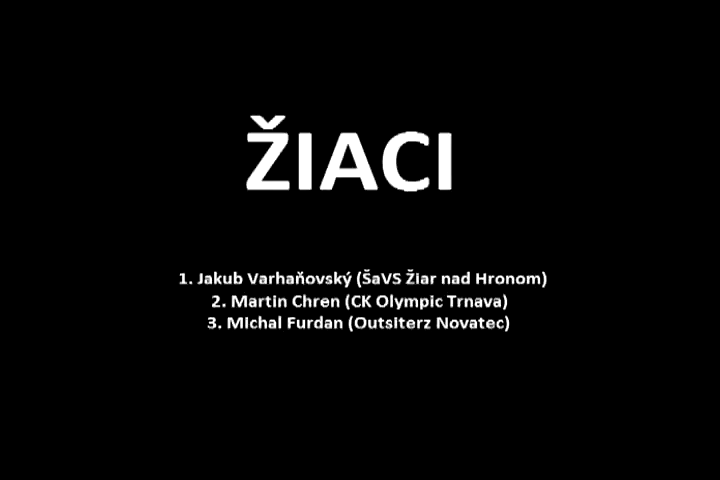 ŽIACI
1. Jakub Varhaňovský (ŠaVS Žiar nad Hronom)
2. Martin Chren (CK Olympic Trnava)
3. Michal Furdan (Outsiterz Novatec)